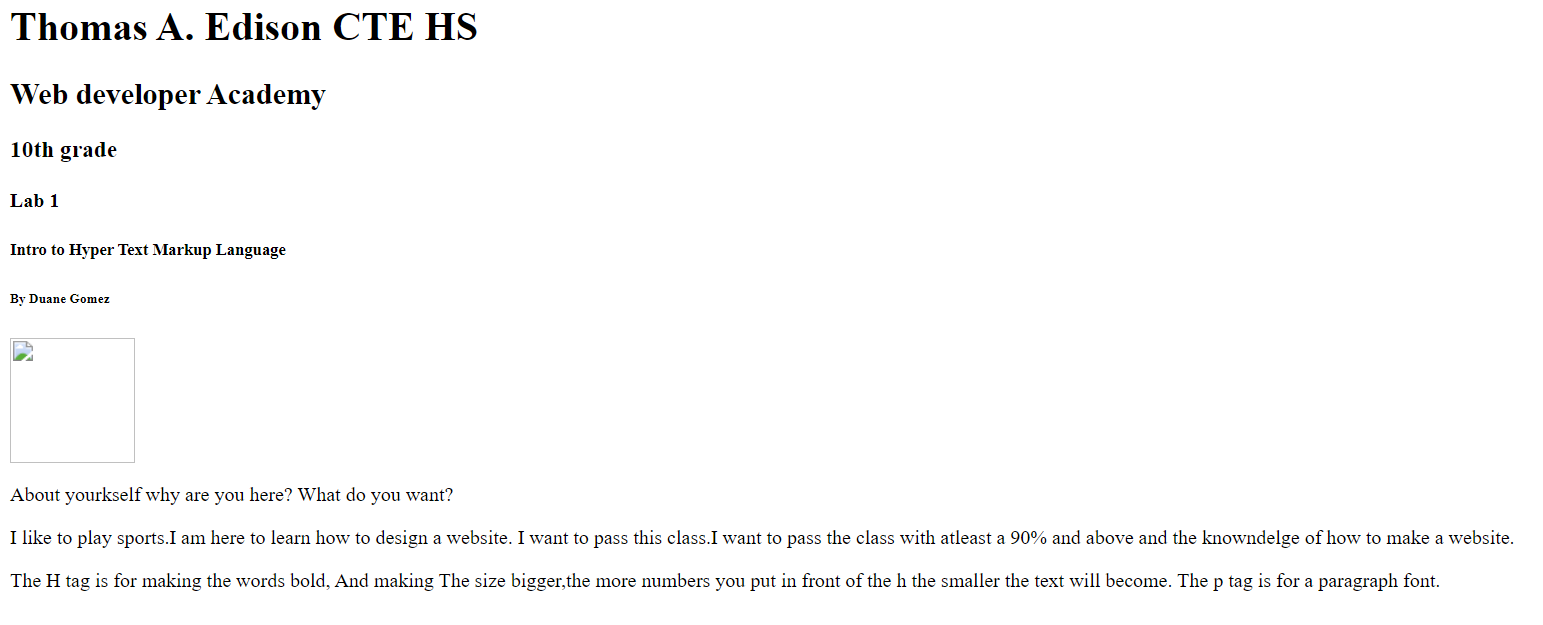 Thomas A. Edison CTE HS
Web developer Academy
10th grade
Lab 1
Intro to Hyper Text Markup Language
By Duane Gomez
About yourkself why are you here? What do you want?
I like to play sports.I am here to learn how to design a website. I want to pass this class.I want to pass the class with atleast a 90% and above and the knowndelge of how to make a website.
The H tag is for making the words bold, And making The size bigger,the more numbers you put in front of the h the smaller the text will become. The p tag is for a paragraph font.